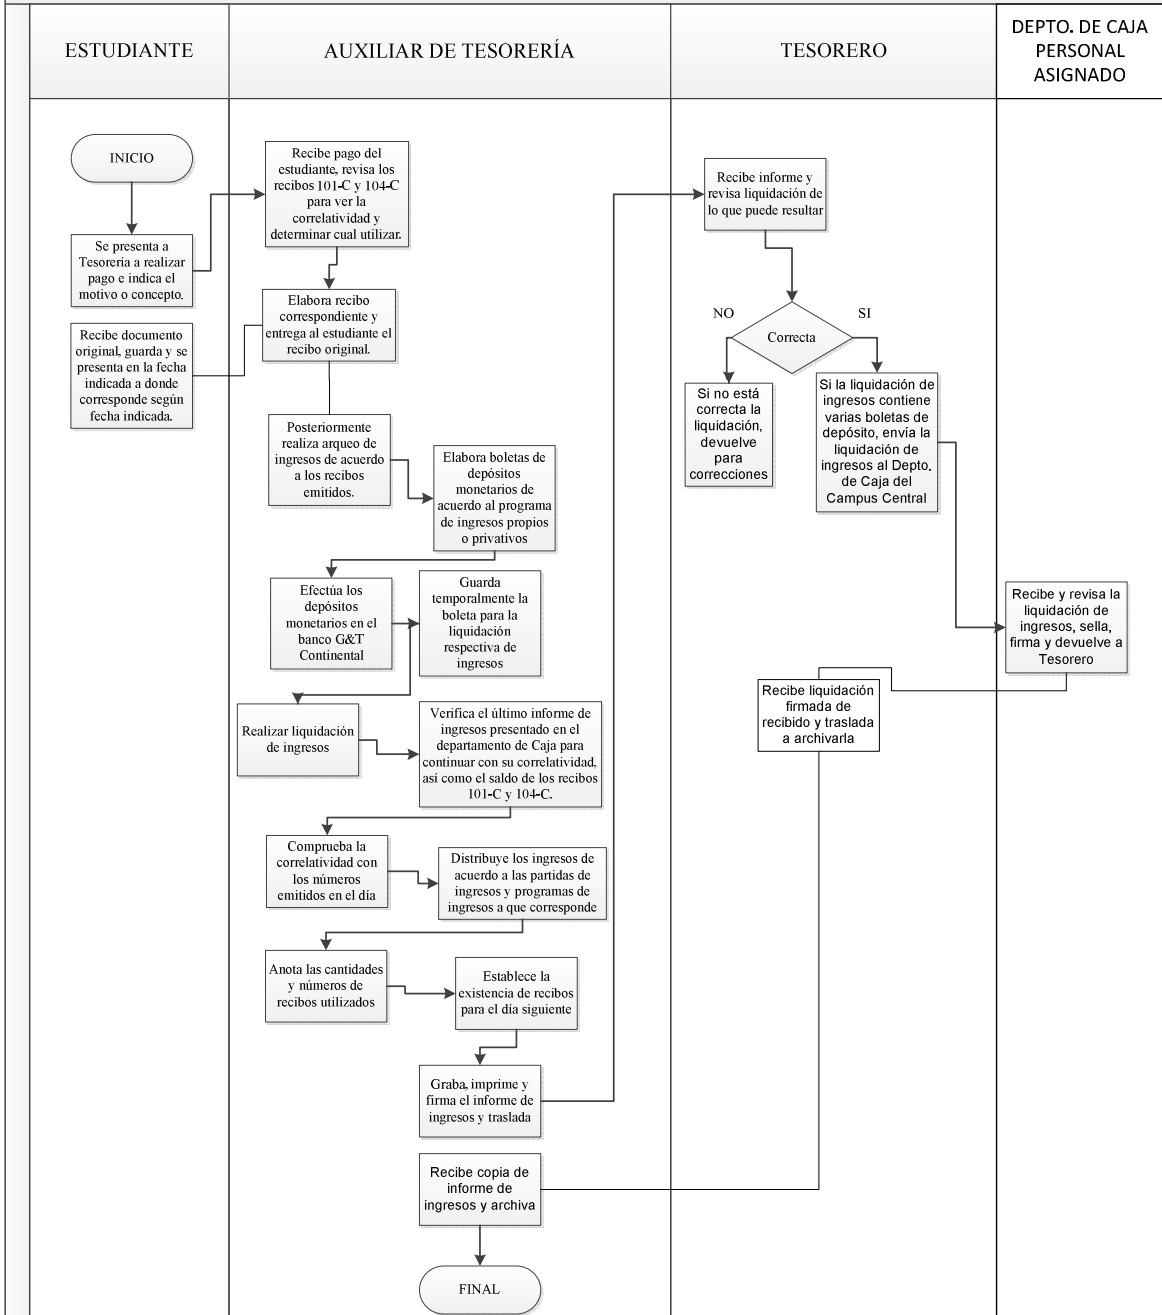 ESTUDIANTE
AUXILIAR DE TESORERÍA
TESORERO
DEPTO. DE CAJA
PERSONAL
ASIGNADO
INICIO
Se presenta a
Tesorería a realizar
pago e indica el
motivo o concepto.
Recibe documento
original, guarda y se
presenta en la fecha
indicada a donde
corresponde según
fecha indicada.
Recibe pago del
estudiante, revisa los
recibos 101-C y 104-C
para ver la
correlatividad y
determinar cual utilizar.
Elabora recibo
correspondiente y
entrega al estudiante el
recibo original.
Posteriormente
realiza arqueo de
ingresos de acuerdo
a los recibos
emitidos.
Elabora boletas de
depósitos
monetarios de
acuerdo al programa
de ingresos propios
o privativos
Efectúa los
depósitos
monetarios en el
banco G&T
Continental
Guarda
temporalmente la
boleta para la
liquidación
respectiva de
ingresos
Realizar liquidación
de ingresos
Verifica el último informe de
ingresos presentado en el
departamento de Caja para
continuar con su correlatividad,
así como el saldo de los recibos
101-C y 104-C.
Comprueba la
correlatividad con
los números
emitidos en el día
Distribuye los ingresos de
acuerdo a las partidas de
ingresos y programas de
ingresos a que corresponde
Anota las cantidades
y números de
recibos utilizados
Establece la
existencia de recibos
para el día siguiente
Graba, imprime y
firma el informe de
ingresos y traslada
Recibe copia de
informe de
ingresos y archiva
FINAL
Recibe informe y
revisa liquidación de
lo que puede resultar
NO
SI
Correcta
Si no está
correcta la
liquidación,
devuelve
para
correcciones
Si la liquidación de
ingresos contiene
varias boletas de
depósito, envía la
liquidación de
ingresos al Depto.
de Caja del
Campus Central
Recibe y revisa la
liquidación de
ingresos, sella,
firma y devuelve a
Tesorero
Recibe liquidación
firmada de
recibido y traslada
a archivarla